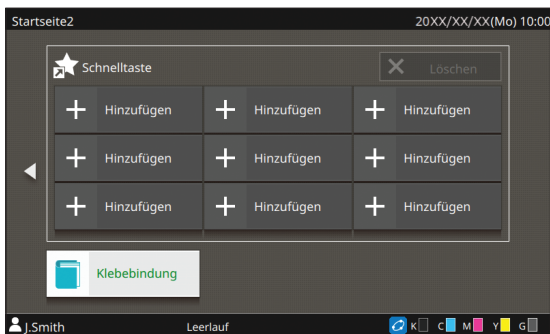 Startseite2 20XX/XX/XX(Mo) 10:00
Schnelltaste Löschen
Hinzufügen Hinzufügen Hinzufügen
Hinzufügen Hinzufügen Hinzufügen
Hinzufügen Hinzufügen Hinzufügen
Klebebindung
J.Smith Leerlauf K C M Y G